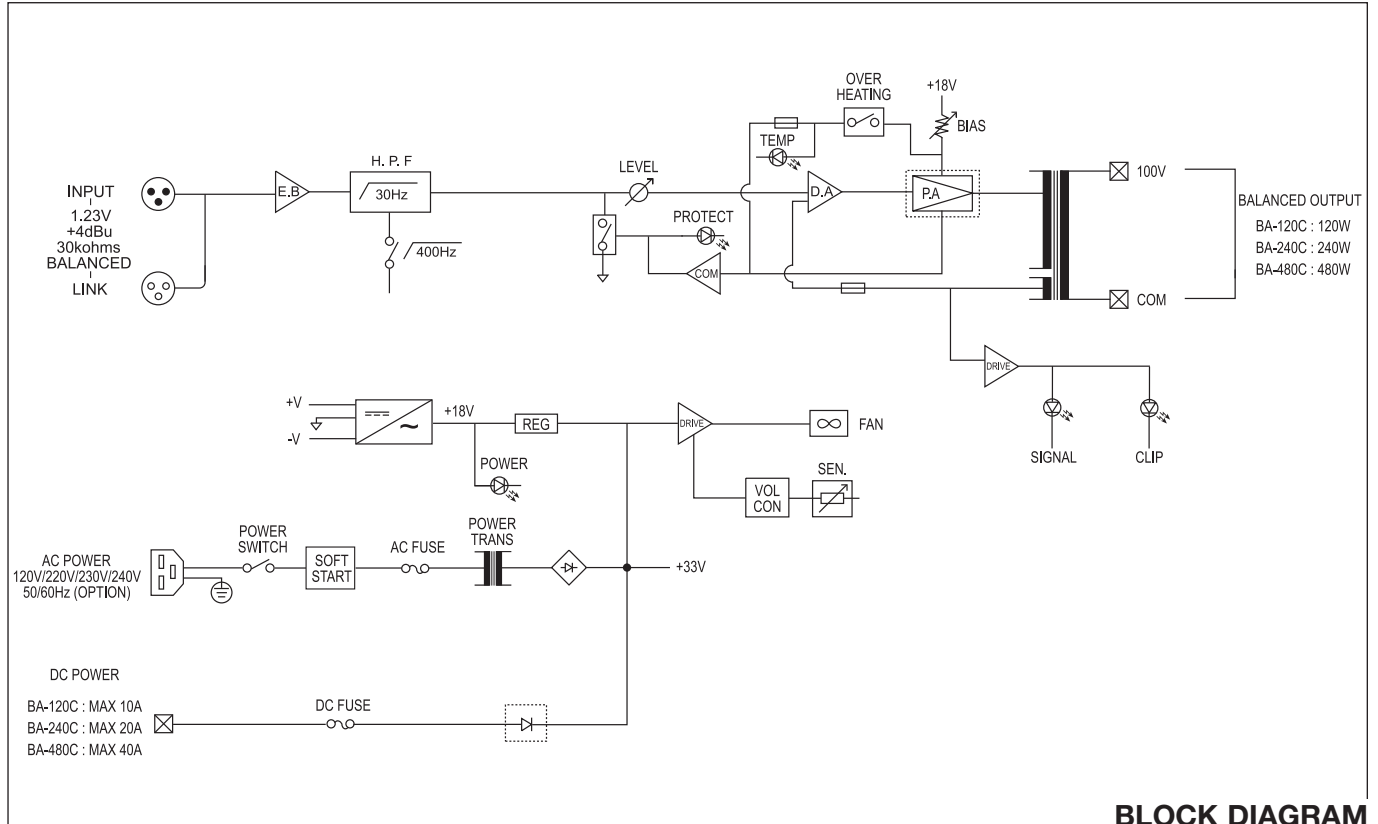 INPUT
1.23V
+4dBu
30kohms
BALANCED
LINK
E.B
H. P. F
30Hz
400Hz
LEVEL
PROTECT
COM
TEMP
OVER
HEATING
+18V
BIAS
D.A
P.A
100V
COM
BALANCED OUTPUT
BA-120C : 120W
BA-240C : 240W
BA-480C : 480W
DRIVE
SIGNAL
CLIP
+V
-V
+18V
REG
POWER
DRIVE
FAN
VOL
CON
SEN.
AC POWER
120V/220V/230V/240V
50/60Hz (OPTION)
POWER
SWITCH
SOFT
START
AC FUSE
POWER
TRANS
+33V
DC POWER
BA-120C : MAX 10A
BA-240C : MAX 20A
BA-480C : MAX 40A
DC FUSE
BLOCK DIAGRAM